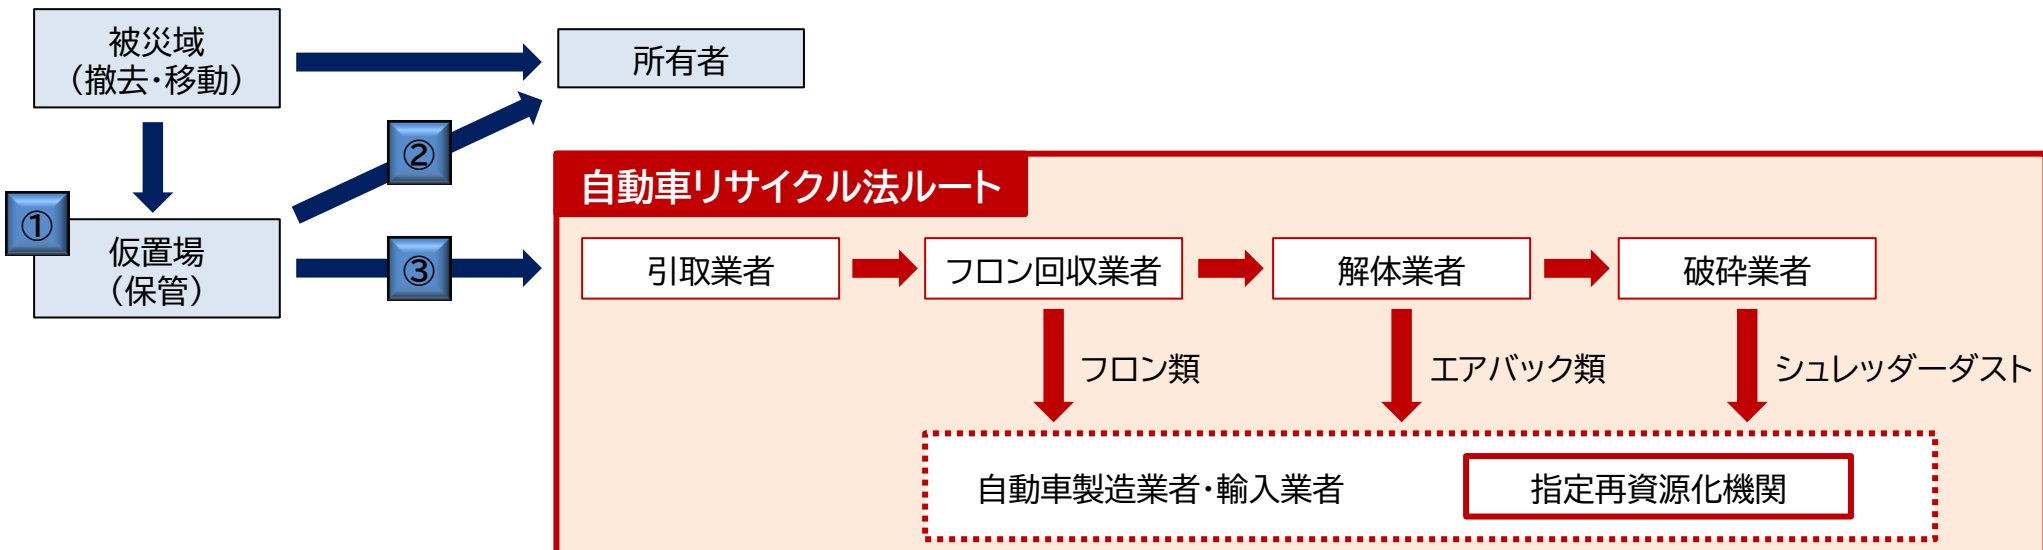 被災域
（撤去・移動）
所有者
②
①
仮置場
（保管）
③
自動車リサイクル法ルート
引取業者
フロン回収業者
解体業者
破砕業者
フロン類
エアバック類
シュレッダーダスト
自動車製造業者・輸入業者
指定再資源化機関